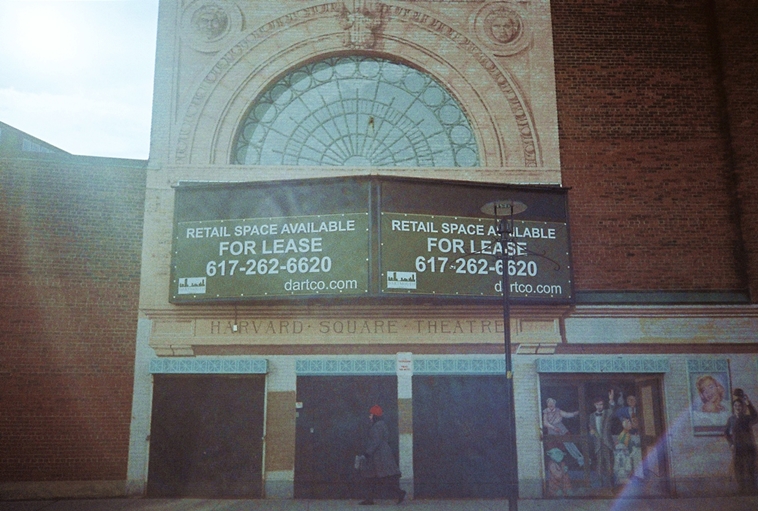 RETAIL SPACE AVAILABLE
FOR LEASE
617-262-6620
dartco.com
RETAIL SPACE AVAILABLE
FOR LEASE
617-262-6620
dartco.com
HARVARD·SQUARE·THEATRE